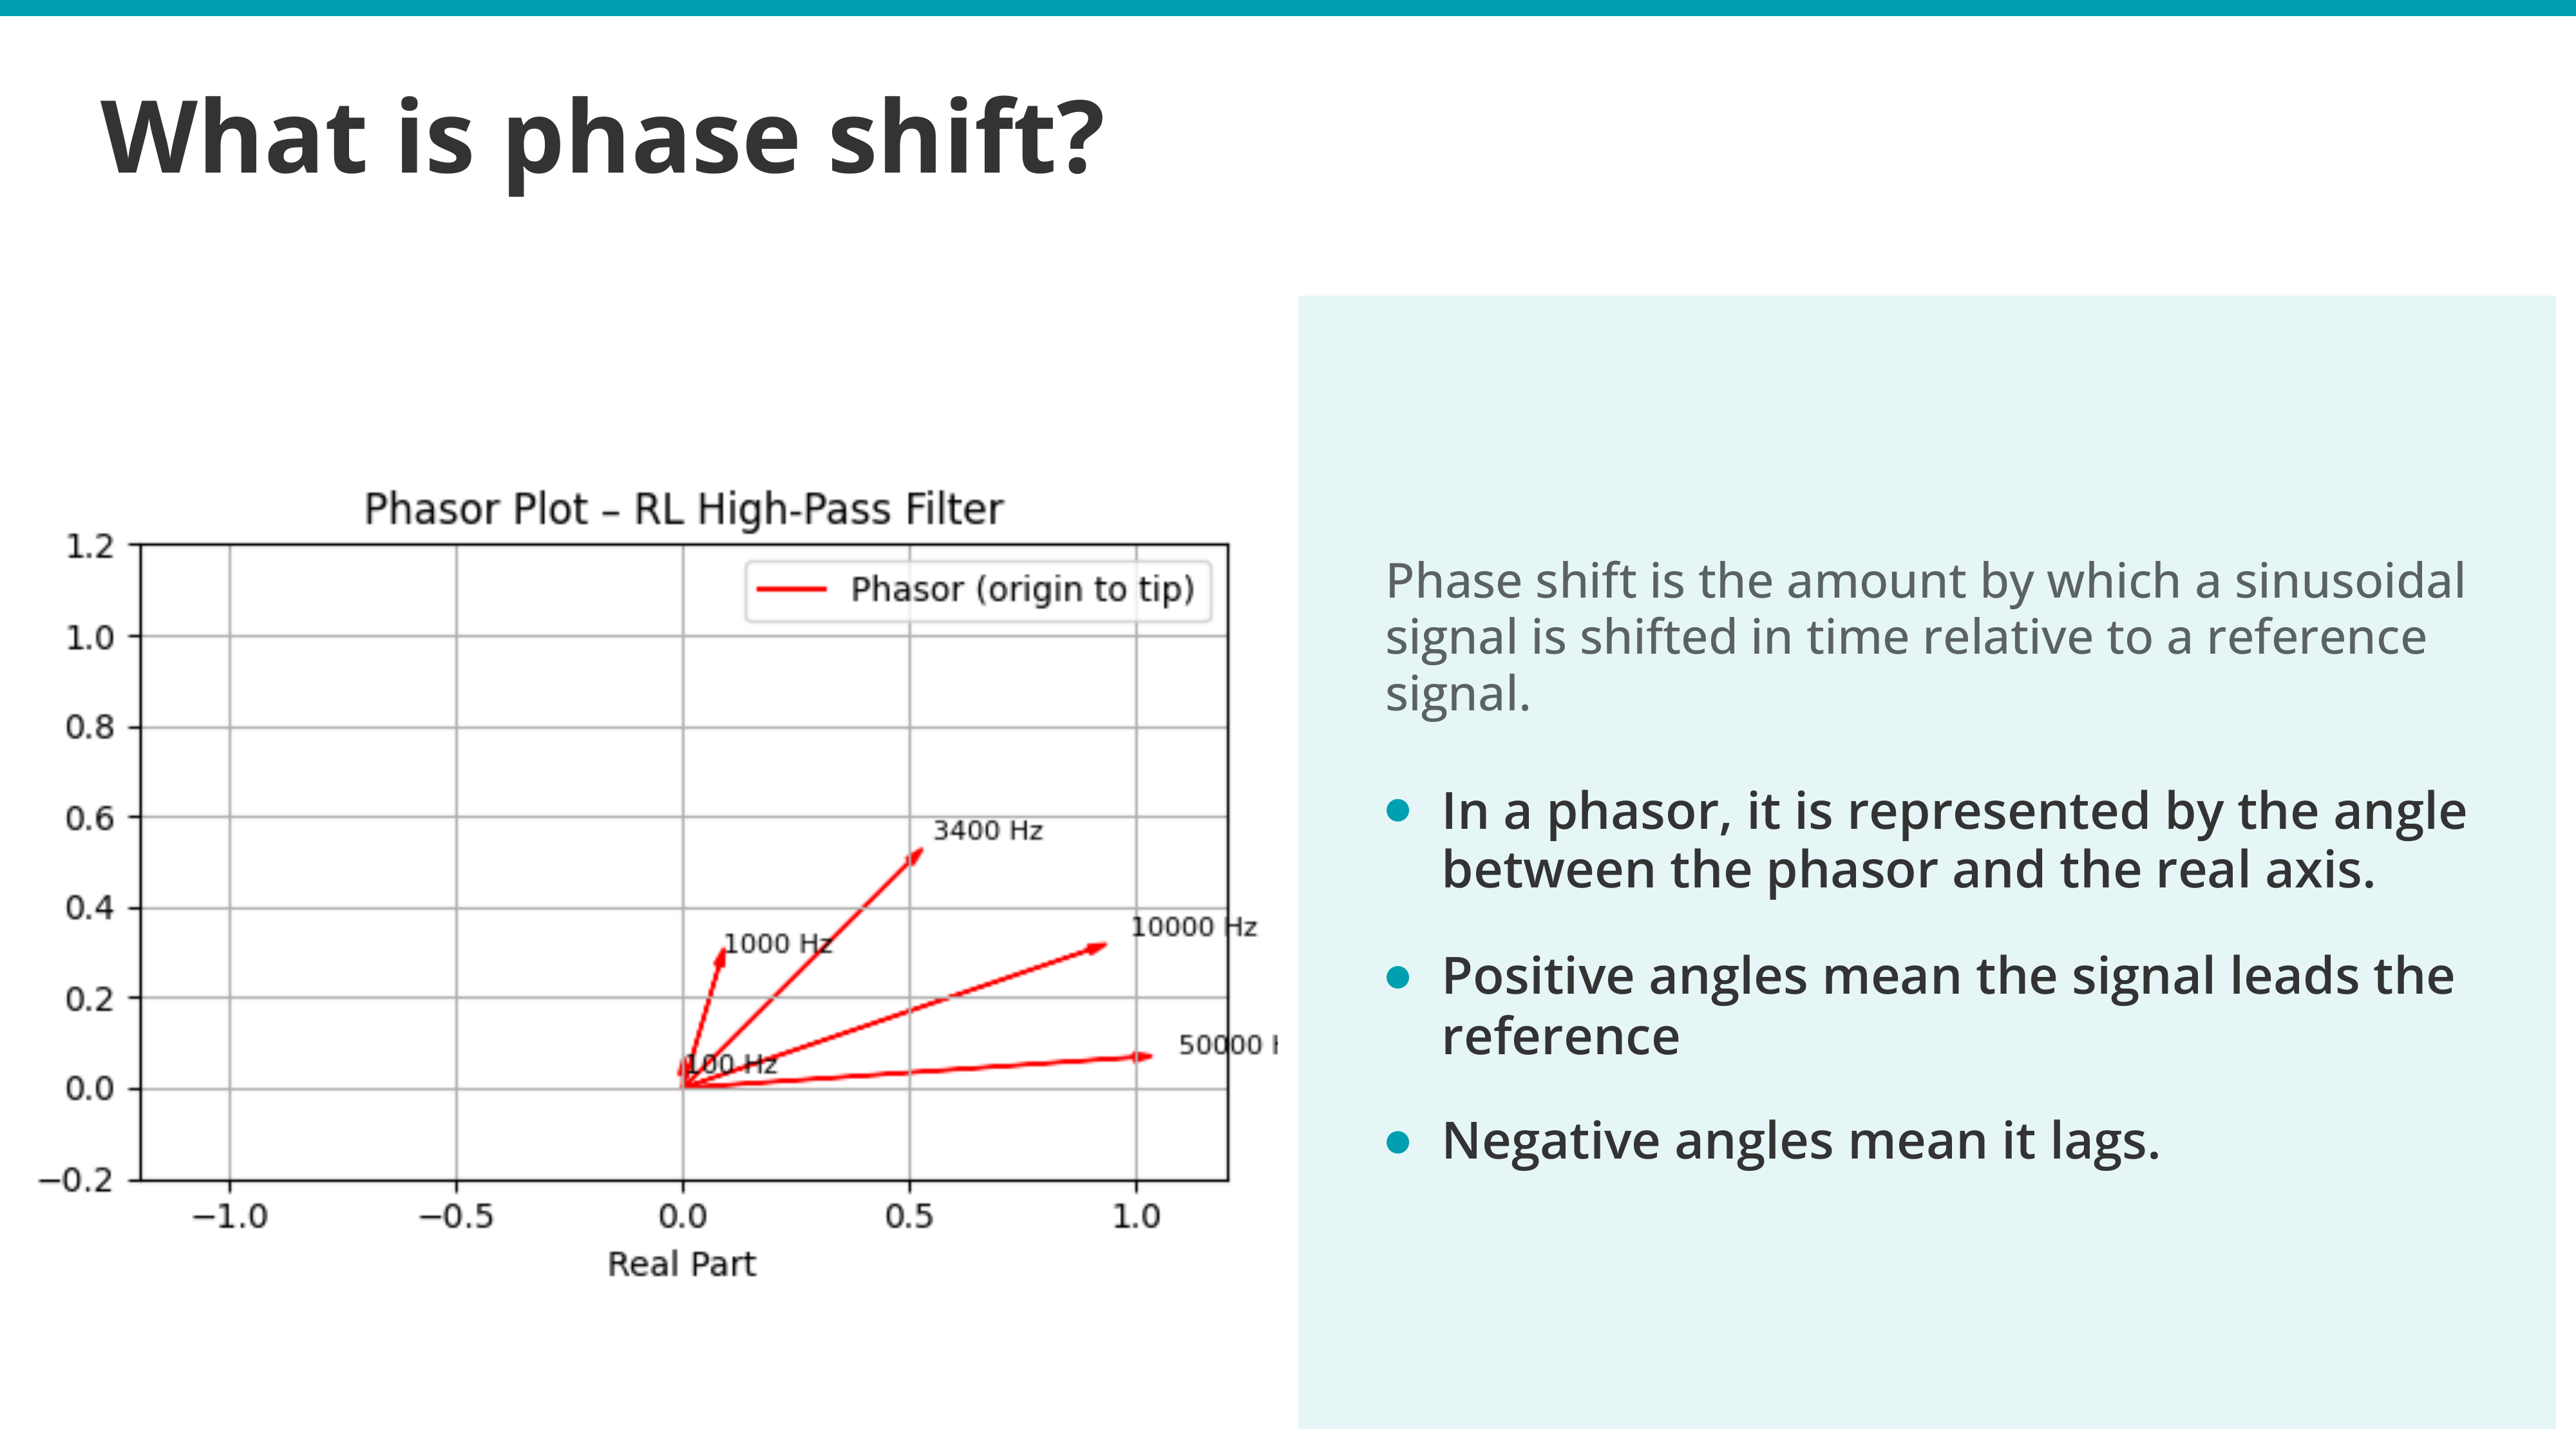 What is phase shift?
Phasor Plot – RL High-Pass Filter
Phasor (origin to tip)
1.2
1.0
0.8
0.6
0.4
0.2
0.0
−0.2
3400 Hz
10000 Hz
1000 Hz
50000
100 Hz
−1.0 −0.5 0.0 0.5 1.0
Real Part
Phase shift is the amount by which a sinusoidal
signal is shifted in time relative to a reference
signal.
● In a phasor, it is represented by the angle
between the phasor and the real axis.
● Positive angles mean the signal leads the
reference
● Negative angles mean it lags.